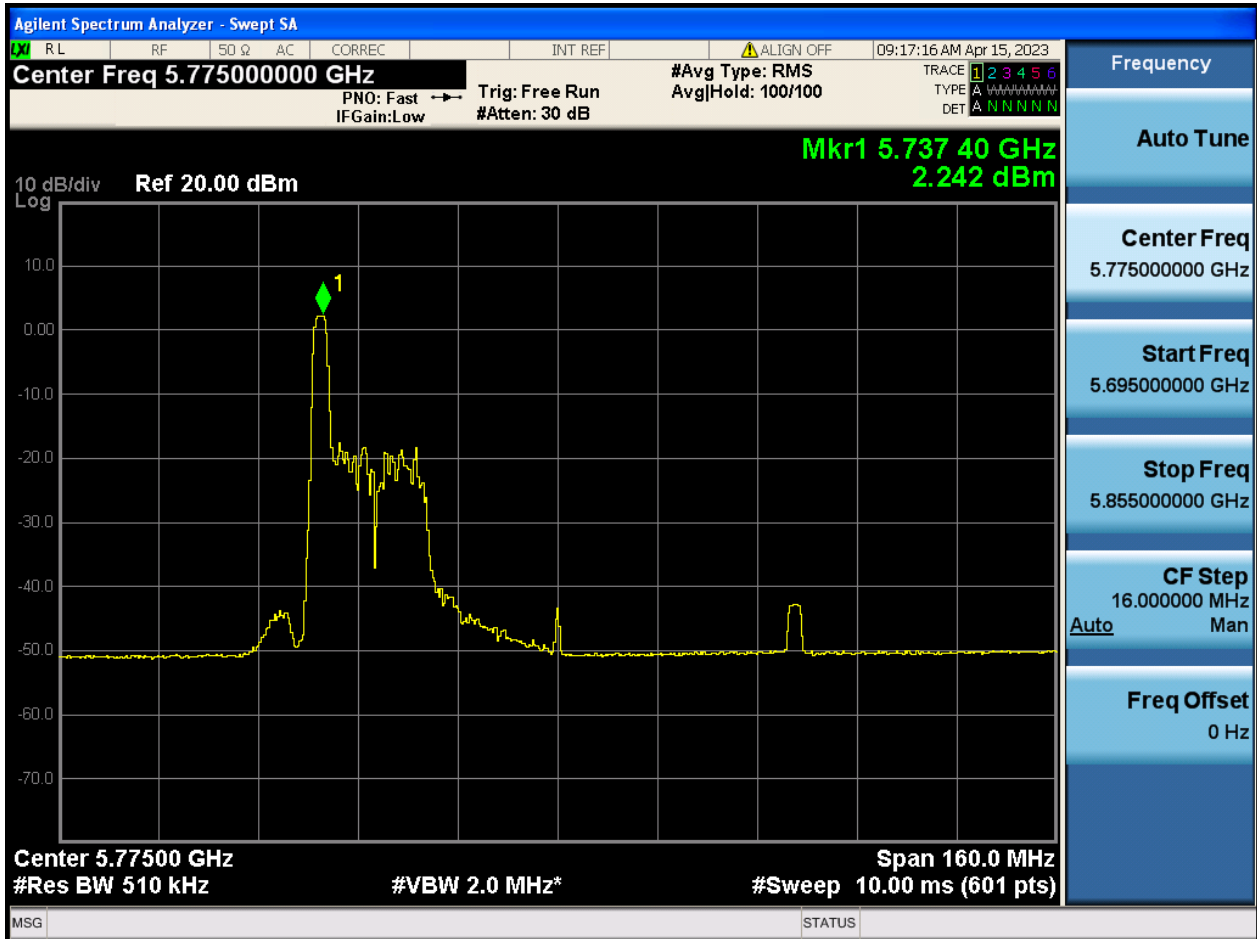 Agilent Spectrum Analyzer - Swept SA
LXI RL RF 50 Ω AC CORREC INT REF ALIGN OFF 09:17:16 AM Apr 15, 2023
Center Freq 5.775000000 GHz
PNO: Fast
IFGain:Low
Trig: Free Run
#Atten: 30 dB
#Avg Type: RMS
Avg|Hold: 100/100
TRACE 1 2 3 4 5 6
TYPE A WWWWW
DET A N N N N N
Mkr1 5.737 40 GHz
2.242 dBm
10 dB/div Ref 20.00 dBm
Log
1
10.0
0.00
-10.0
-20.0
-30.0
-40.0
-50.0
-60.0
-70.0
Center 5.77500 GHz Span 160.0 MHz
#Res BW 510 kHz #VBW 2.0 MHz* #Sweep 10.00 ms (601 pts)
MSG STATUS
Frequency
Auto Tune
Center Freq
5.775000000 GHz
Start Freq
5.695000000 GHz
Stop Freq
5.855000000 GHz
CF Step
16.000000 MHz
Auto Man
Freq Offset
0 Hz